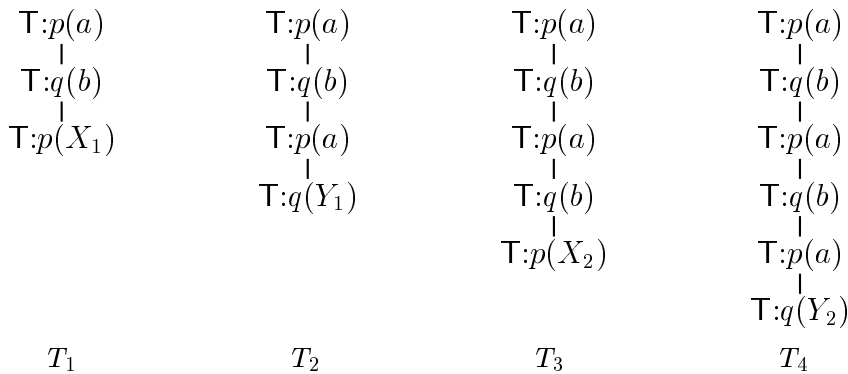 T:p(a) T:p(a) T:p(a) T:p(a)
T:q(b) T:q(b) T:q(b) T:q(b)
T:p(X₁) T:p(a) T:p(a) T:p(a)
T:q(Y₁) T:q(b) T:q(b)
T:p(X₂) T:p(a)
T:q(Y₂)
T₁ T₂ T₃ T₄